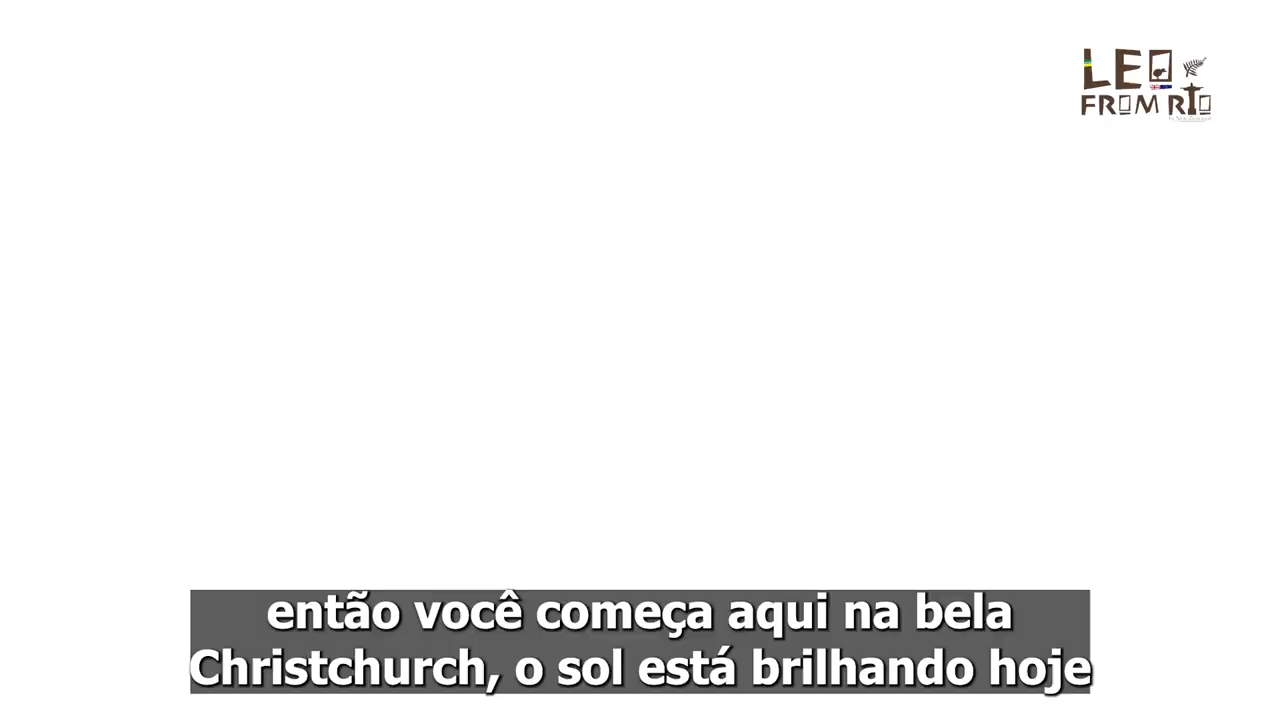 LEO
FROM RIO
então você começa aqui na bela
Christchurch, o sol está brilhando hoje